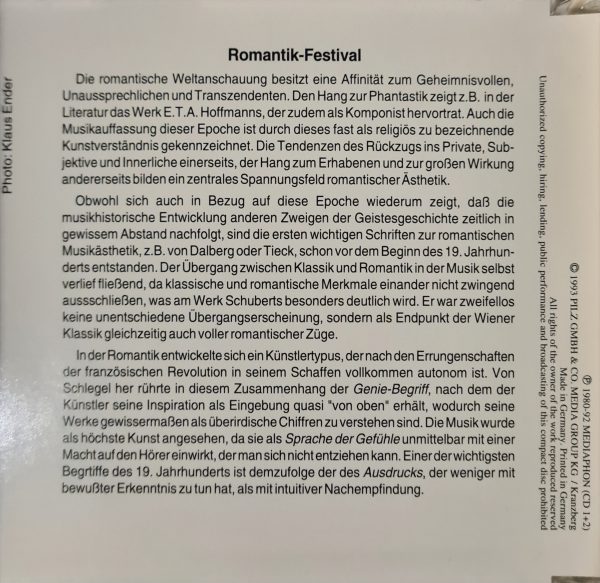 Romantik-Festival
Die romantische Weltanschauung besitzt eine Affinität zum Geheimnisvollen,
Unaussprechlichen und Transzendenten. Den Hang zur Phantastik zeigt z.B. in der
Literatur das Werk E.T.A. Hoffmanns, der zudem als Komponist hervortrat. Auch die
Musikauffassung dieser Epoche ist durch dieses fast als religiös zu bezeichnende
Kunstverständnis gekennzeichnet. Die Tendenzen des Rückzugs ins Private, Sub-
jektive und Innerliche einerseits, der Hang zum Erhabenen und zur großen Wirkung
andererseits bilden ein zentrales Spannungsfeld romantischer Ästhetik.
Obwohl sich auch in Bezug auf diese Epoche wiederum zeigt, daß die
musikhistorische Entwicklung anderen Zweigen der Geistesgeschichte zeitlich in
gewissem Abstand nachfolgt, sind die ersten wichtigen Schriften zur romantischen
Musikästhetik, z.B. von Dalberg oder Tieck, schon vor dem Beginn des 19. Jahrhun-
derts entstanden. Der Übergang zwischen Klassik und Romantik in der Musik selbst
verlief fließend, da klassische und romantische Merkmale einander nicht zwingend
aussschließen, was am Werk Schuberts besonders deutlich wird. Er war zweifellos
keine unentschiedene Übergangserscheinung, sondern als Endpunkt der Wiener
Klassik gleichzeitig auch voller romantischer Züge.
In der Romantik entwickelte sich ein Künstlertypus, der nach den Errungenschaften
der französischen Revolution in seinem Schaffen vollkommen autonom ist. Von
Schlegel her rührte in diesem Zusammenhang der Genie-Begriff, nach dem der
Künstler seine Inspiration als Eingebung quasi "von oben" erhält, wodurch seine
Werke gewissermaßen als überirdische Chiffren zu verstehen sind. Die Musik wurde
als höchste Kunst angesehen, da sie als Sprache der Gefühle unmittelbar mit einer
Macht auf den Hörer einwirkt, der man sich nicht entziehen kann. Einer der wichtigsten
Begrtiffe des 19. Jahrhunderts ist demzufolge der des Ausdrucks, der weniger mit
bewußter Erkenntnis zu tun hat, als mit intuitiver Nachempfindung.
Photo: Klaus Ender
℗ 1980-92 MEDIAPHON (CD 1+2)
© 1993 PILZ GMBH & CO. MEDIA GROUP KG / Kranzberg
Made in Germany. Printed in Germany
All rights of the owner of the work reproduced reserved
Unauthorized copying, hiring, lending, public performance and broadcasting of this compact disc prohibited